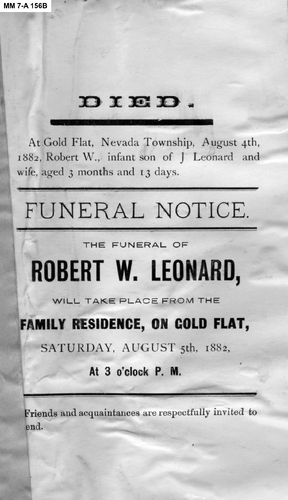 MM 7-A 156B
DIED.
At Gold Flat, Nevada Township, August 4th,
1882, Robert W., infant son of J Leonard and
wife, aged 3 months and 13 days.
FUNERAL NOTICE.
THE FUNERAL OF
ROBERT W. LEONARD,
WILL TAKE PLACE FROM THE
FAMILY RESIDENCE, ON GOLD FLAT,
SATURDAY, AUGUST 5th, 1882,
At 3 o'clock P. M.
Friends and acquaintances are respectfully invited to
end.